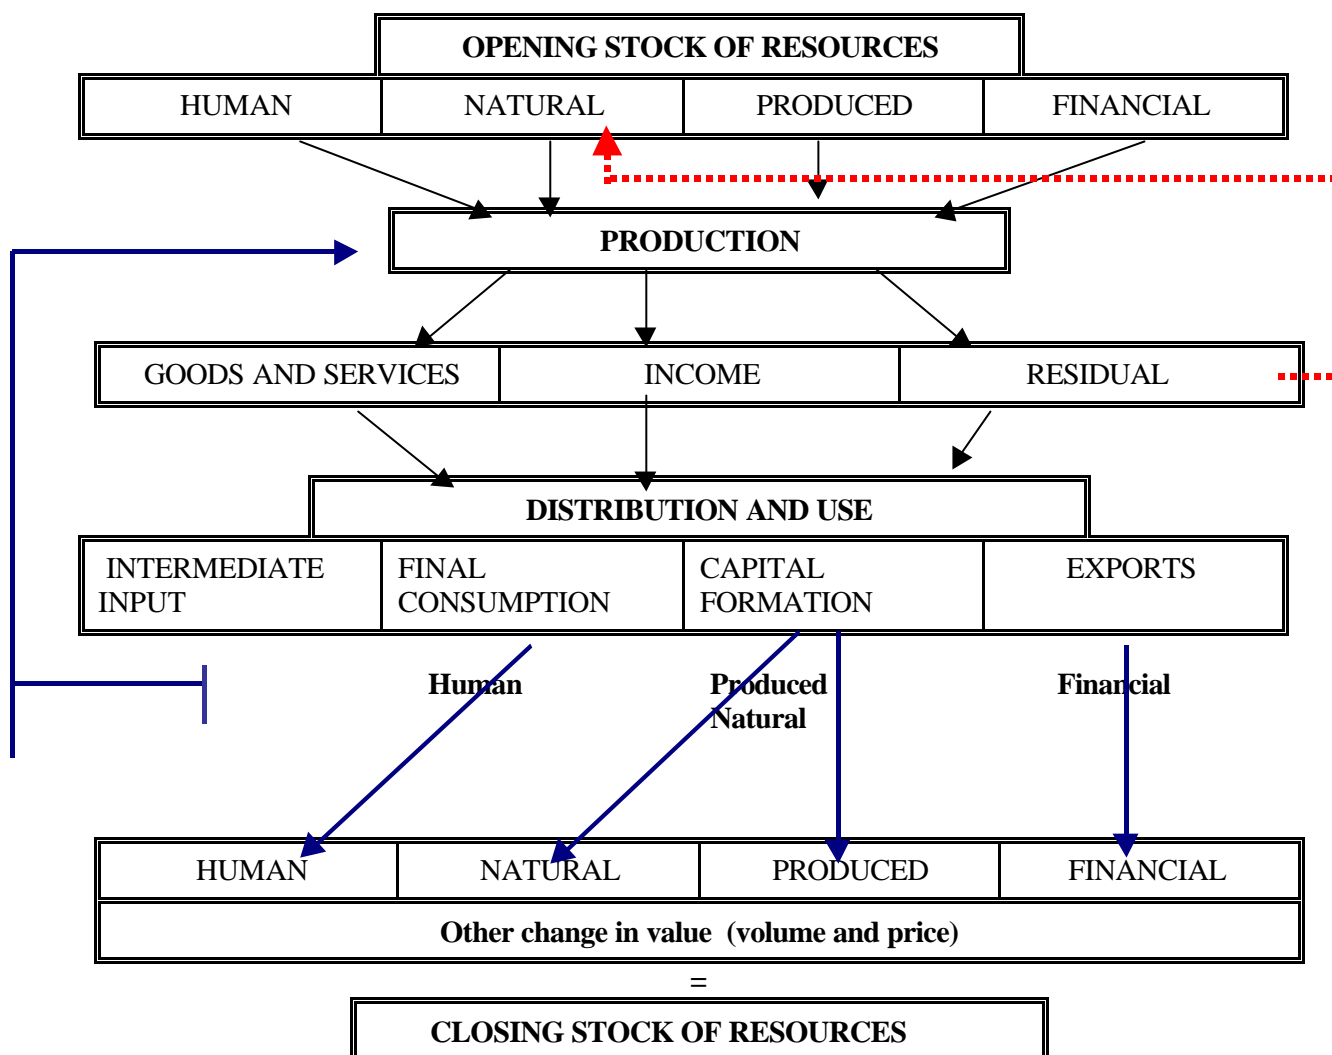 OPENING STOCK OF RESOURCES
HUMAN NATURAL PRODUCED FINANCIAL
PRODUCTION
GOODS AND SERVICES INCOME RESIDUAL
DISTRIBUTION AND USE
INTERMEDIATE INPUT
FINAL CONSUMPTION
CAPITAL FORMATION
EXPORTS
Human
Produced
Natural
Financial
HUMAN NATURAL PRODUCED FINANCIAL
Other change in value (volume and price)
=
CLOSING STOCK OF RESOURCES